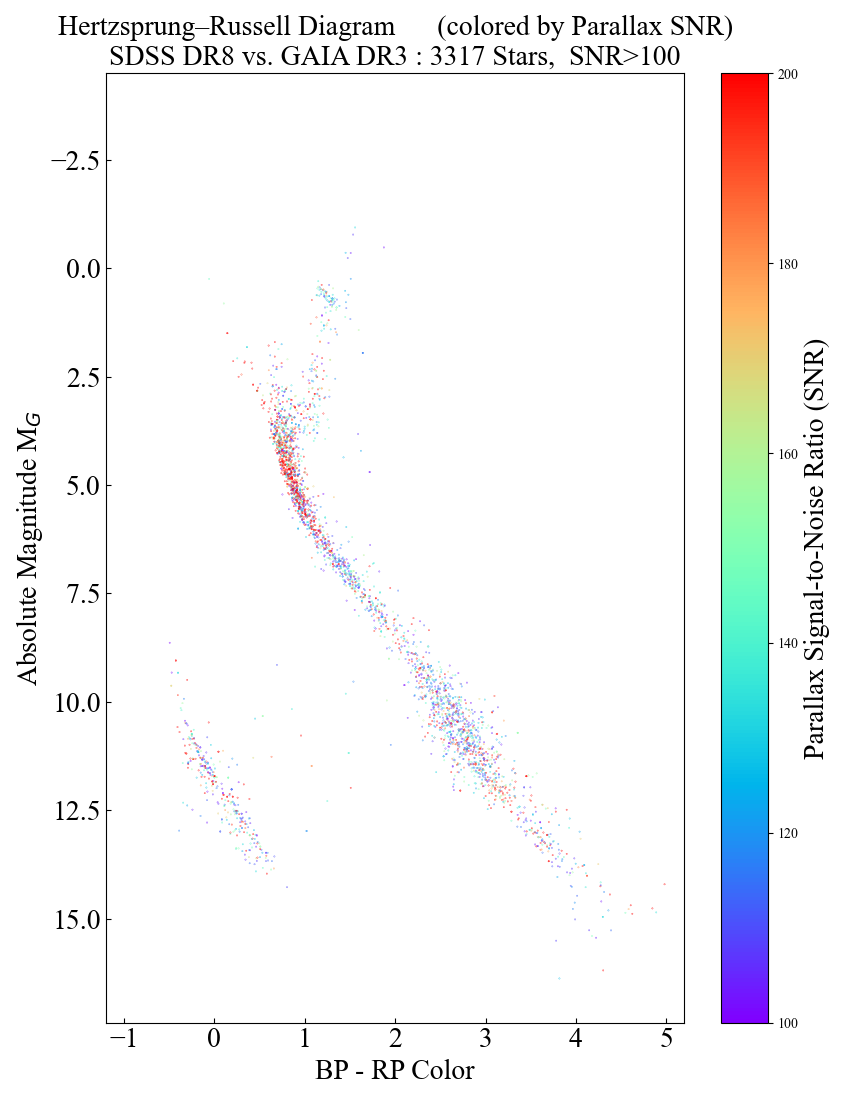 Hertzsprung–Russell Diagram (colored by Parallax SNR)
SDSS DR8 vs. GAIA DR3 : 3317 Stars, SNR>100
−2.5
0.0
2.5
5.0
7.5
10.0
12.5
15.0
Absolute Magnitude M_G
−1 0 1 2 3 4 5
BP - RP Color
200
180
160
140
120
100
Parallax Signal-to-Noise Ratio (SNR)